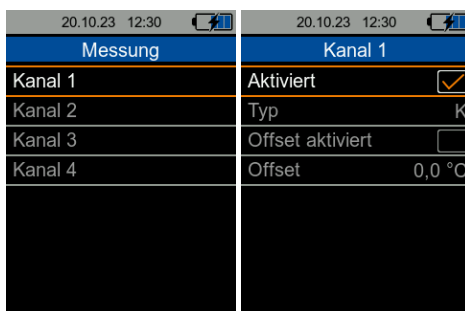 20.10.23 12:30
Messung
Kanal 1
Kanal 2
Kanal 3
Kanal 4
20.10.23 12:30
Kanal 1
Aktiviert
Typ K
Offset aktiviert
Offset 0,0 °C